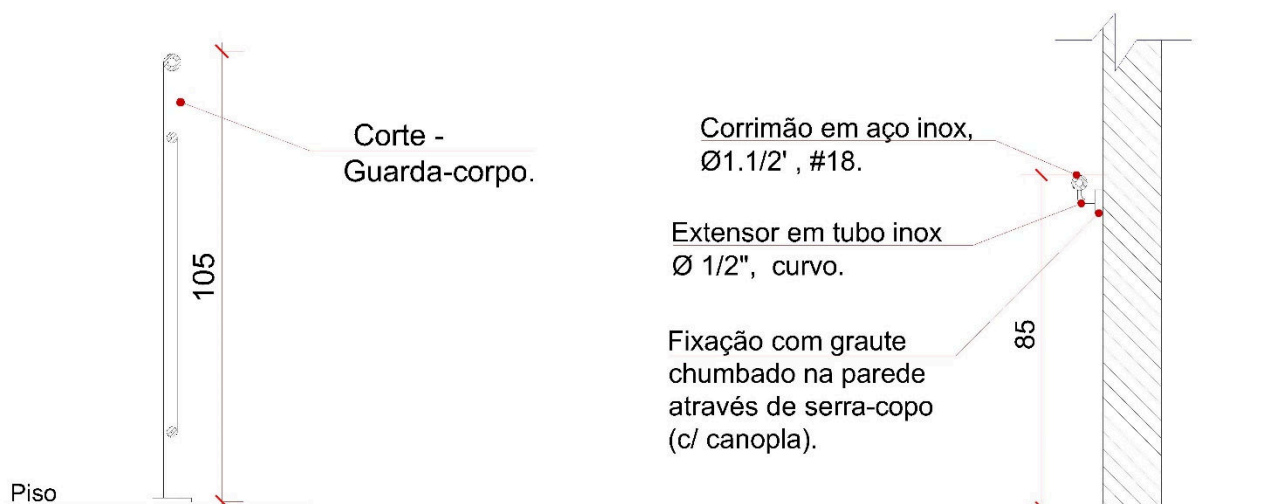 Corte -
Guarda-corpo.
105
Piso
Corrimão em aço inox,
Ø1.1/2' , #18.
Extensor em tubo inox
Ø 1/2", curvo.
Fixação com graute
chumbado na parede
através de serra-copo
(c/ canopla).
85